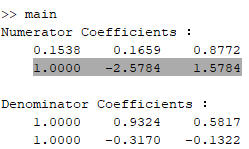 >> main
Numerator Coefficients :
0.1538 0.1659 0.8772
1.0000 -2.5784 1.5784
Denominator Coefficients :
1.0000 0.9324 0.5817
1.0000 -0.3170 -0.1322